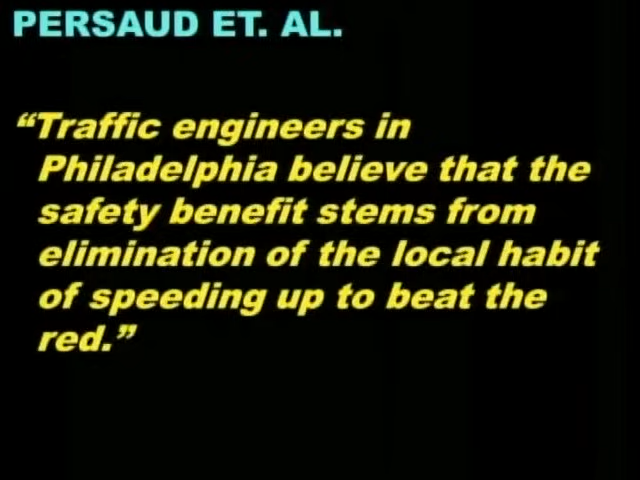 PERSAUD ET. AL.
“Traffic engineers in
Philadelphia believe that the
safety benefit stems from
elimination of the local habit
of speeding up to beat the
red.”